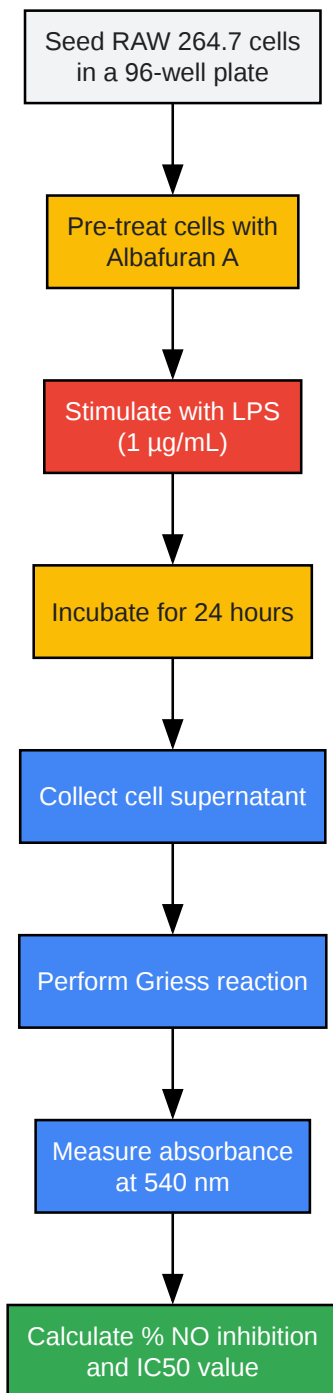 Seed RAW 264.7 cells
in a 96-well plate
Pre-treat cells with
Albafuran A
Stimulate with LPS
(1 µg/mL)
Incubate for 24 hours
Collect cell supernatant
Perform Griess reaction
Measure absorbance
at 540 nm
Calculate % NO inhibition
and IC50 value